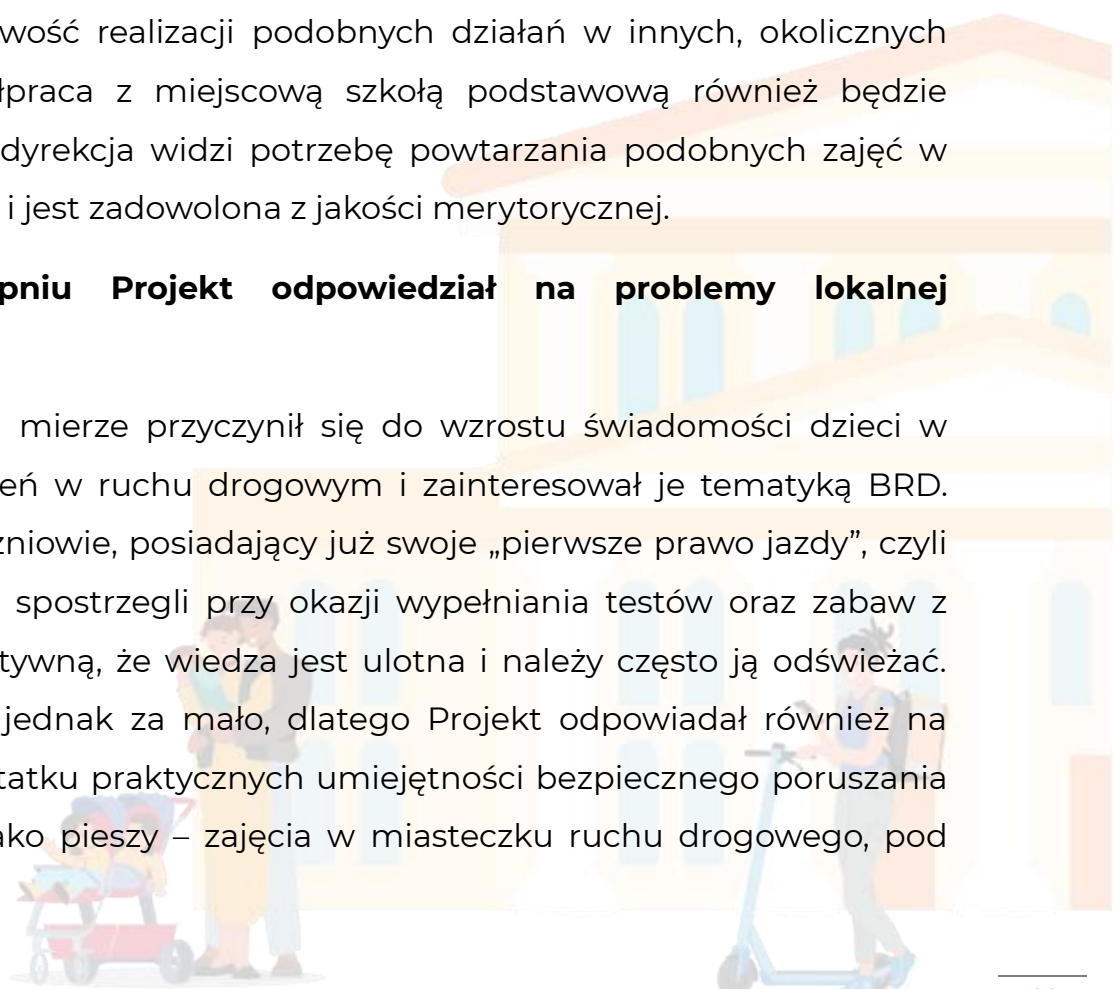 wość realizacji podobnych działań w innych, okolicznych
łpraca z miejscową szkołą podstawową również będzie
dyrekcja widzi potrzebę powtarzania podobnych zajęć w
i jest zadowolona z jakości merytorycznej.
pniu Projekt odpowiedział na problemy lokalnej
mierze przyczynił się do wzrostu świadomości dzieci w
eń w ruchu drogowym i zainteresował je tematyką BRD.
zniowie, posiadający już swoje „pierwsze prawo jazdy”, czyli
spostrzegli przy okazji wypełniania testów oraz zabaw z
tywną, że wiedza jest ulotna i należy często ją odświeżać.
jednak za mało, dlatego Projekt odpowiadał również na
tatku praktycznych umiejętności bezpiecznego poruszania
ako pieszy – zajęcia w miasteczku ruchu drogowego, pod